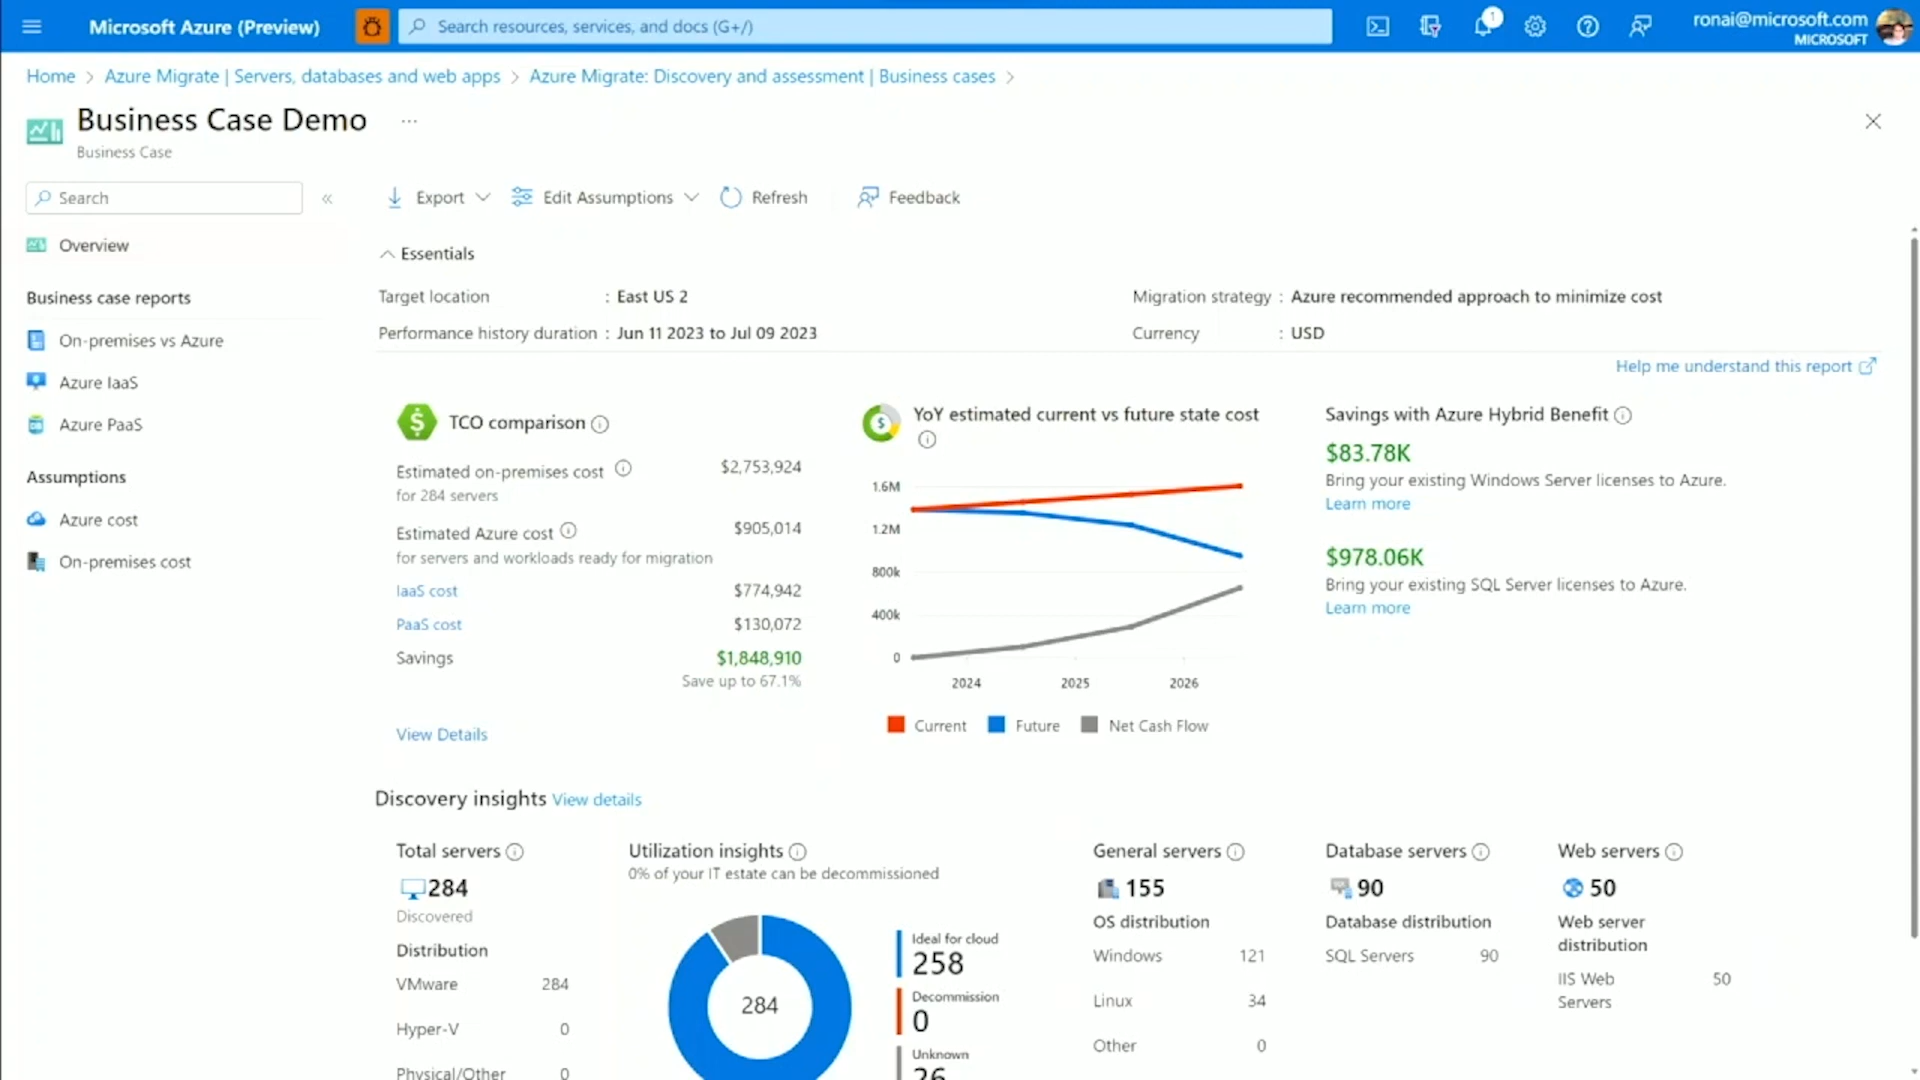 Microsoft Azure (Preview)
Search resources, services, and docs (G+/)
1
ronai@microsoft.com
MICROSOFT
Home > Azure Migrate | Servers, databases and web apps > Azure Migrate: Discovery and assessment | Business cases >
Business Case Demo ...
Business Case
Search
«
Export
Edit Assumptions
Refresh
Feedback
Overview
Business case reports
On-premises vs Azure
Azure IaaS
Azure PaaS
Assumptions
Azure cost
On-premises cost
Essentials
Target location : East US 2
Migration strategy : Azure recommended approach to minimize cost
Performance history duration : Jun 11 2023 to Jul 09 2023
Currency : USD
Help me understand this report
TCO comparison
Estimated on-premises cost $2,753,924
for 284 servers
Estimated Azure cost $905,014
for servers and workloads ready for migration
IaaS cost $774,942
PaaS cost $130,072
Savings $1,848,910
Save up to 67.1%
View Details
YoY estimated current vs future state cost
1.6M
1.2M
800k
400k
0
2024 2025 2026
Current Future Net Cash Flow
Savings with Azure Hybrid Benefit
$83.78K
Bring your existing Windows Server licenses to Azure.
Learn more
$978.06K
Bring your existing SQL Server licenses to Azure.
Learn more
Discovery insights View details
Total servers
284
Discovered
Distribution
VMware 284
Hyper-V 0
Physical/Other 0
Utilization insights
0% of your IT estate can be decommissioned
284
Ideal for cloud
258
Decommission
0
Unknown
26
General servers
155
OS distribution
Windows 121
Linux 34
Other 0
Database servers
90
Database distribution
SQL Servers 90
Web servers
50
Web server
distribution
IIS Web 50
Servers